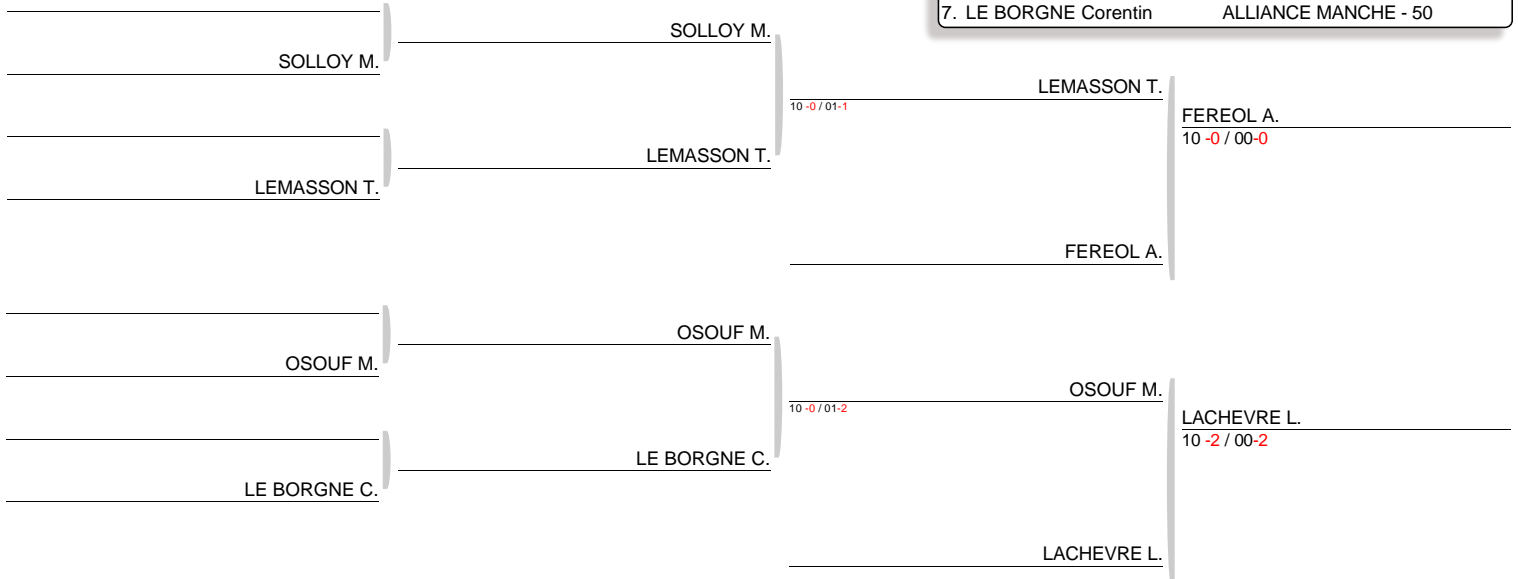 7. LE BORGNE Corentin ALLIANCE MANCHE - 50
SOLLOY M.
SOLLOY M.
LEMASSON T.
10 -0 / 01-1
FEREOL A.
10 -0 / 00-0
LEMASSON T.
LEMASSON T.
FEREOL A.
OSOUF M.
OSOUF M.
OSOUF M.
10 -0 / 01-2
LACHEVRE L.
10 -2 / 00-2
LE BORGNE C.
LE BORGNE C.
LACHEVRE L.